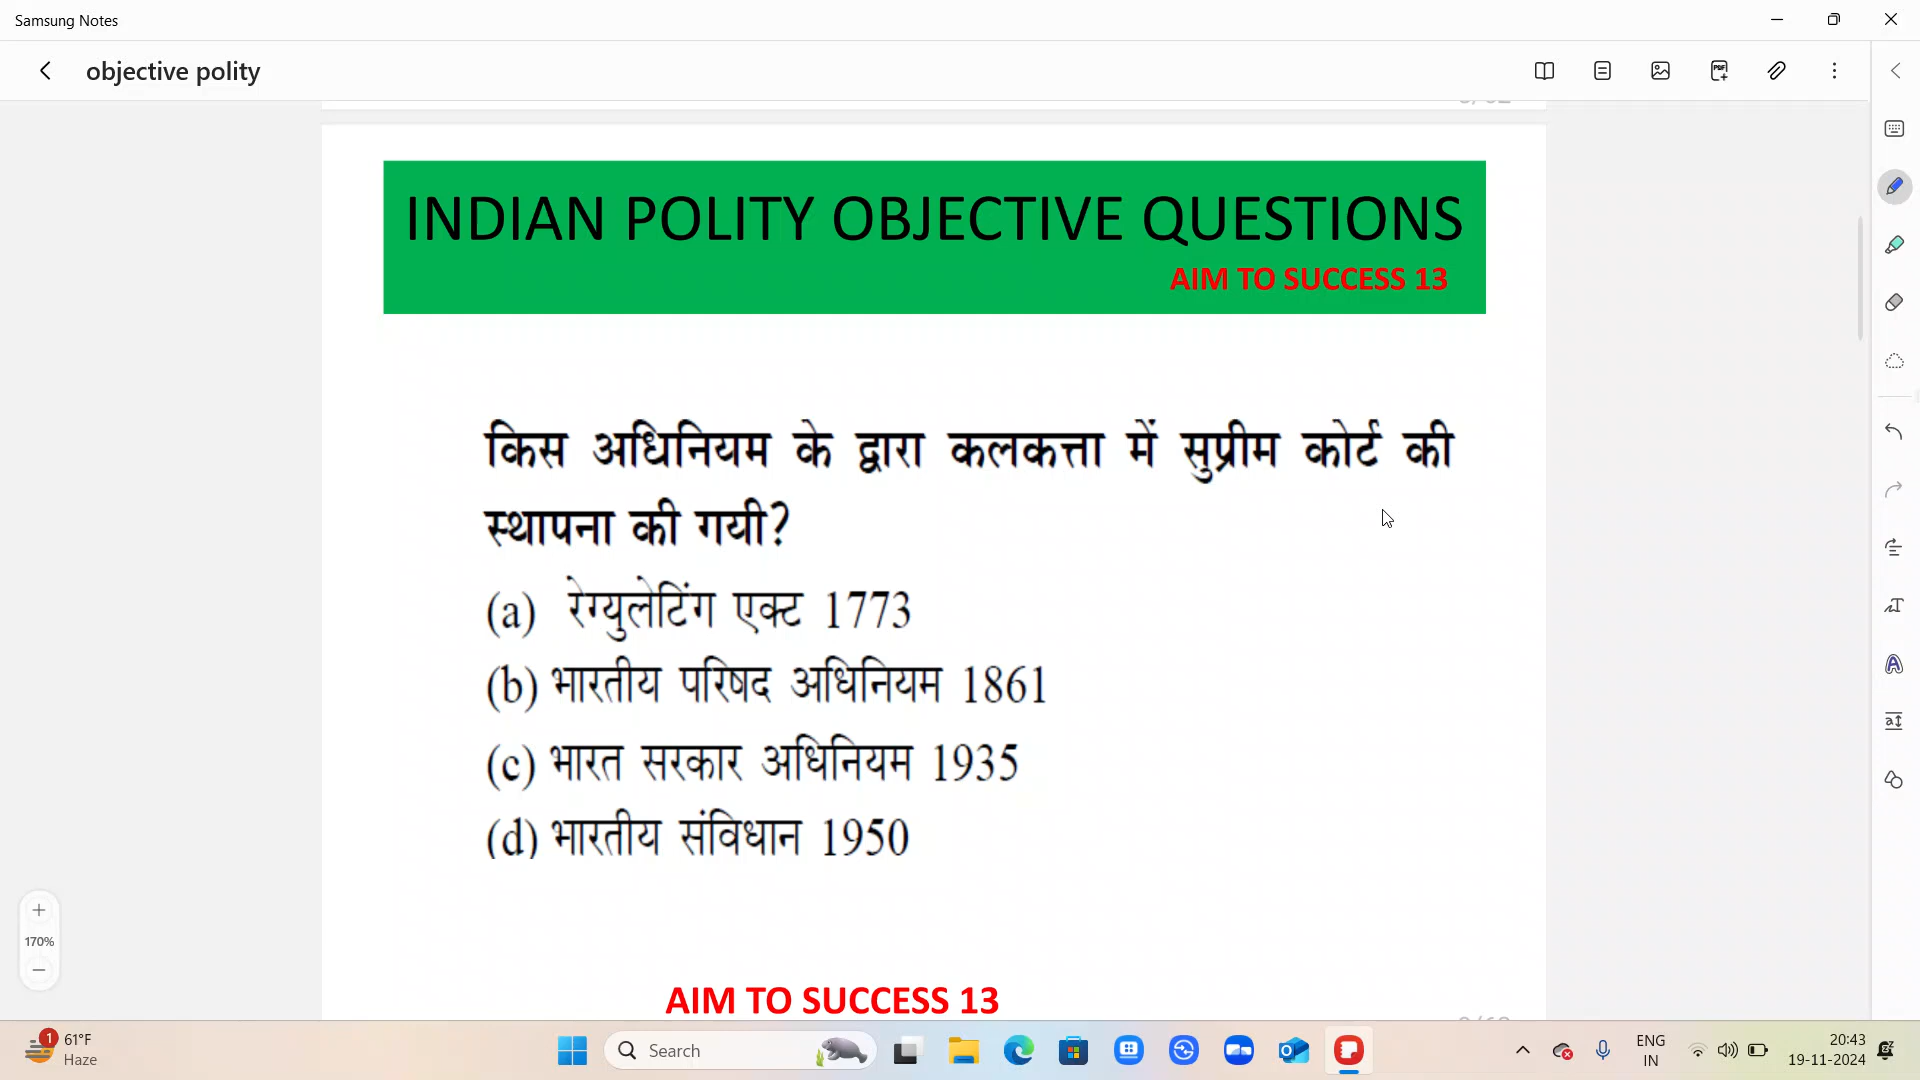 Samsung Notes
objective polity
INDIAN POLITY OBJECTIVE QUESTIONS
AIM TO SUCCESS 13
किस अधिनियम के द्वारा कलकत्ता में सुप्रीम कोर्ट की
स्थापना की गयी?
(a) रेग्युलेटिंग एक्ट 1773
(b) भारतीय परिषद अधिनियम 1861
(c) भारत सरकार अधिनियम 1935
(d) भारतीय संविधान 1950
170%
AIM TO SUCCESS 13
1
61°F
Haze
Search
ENG
IN
20:43
19-11-2024